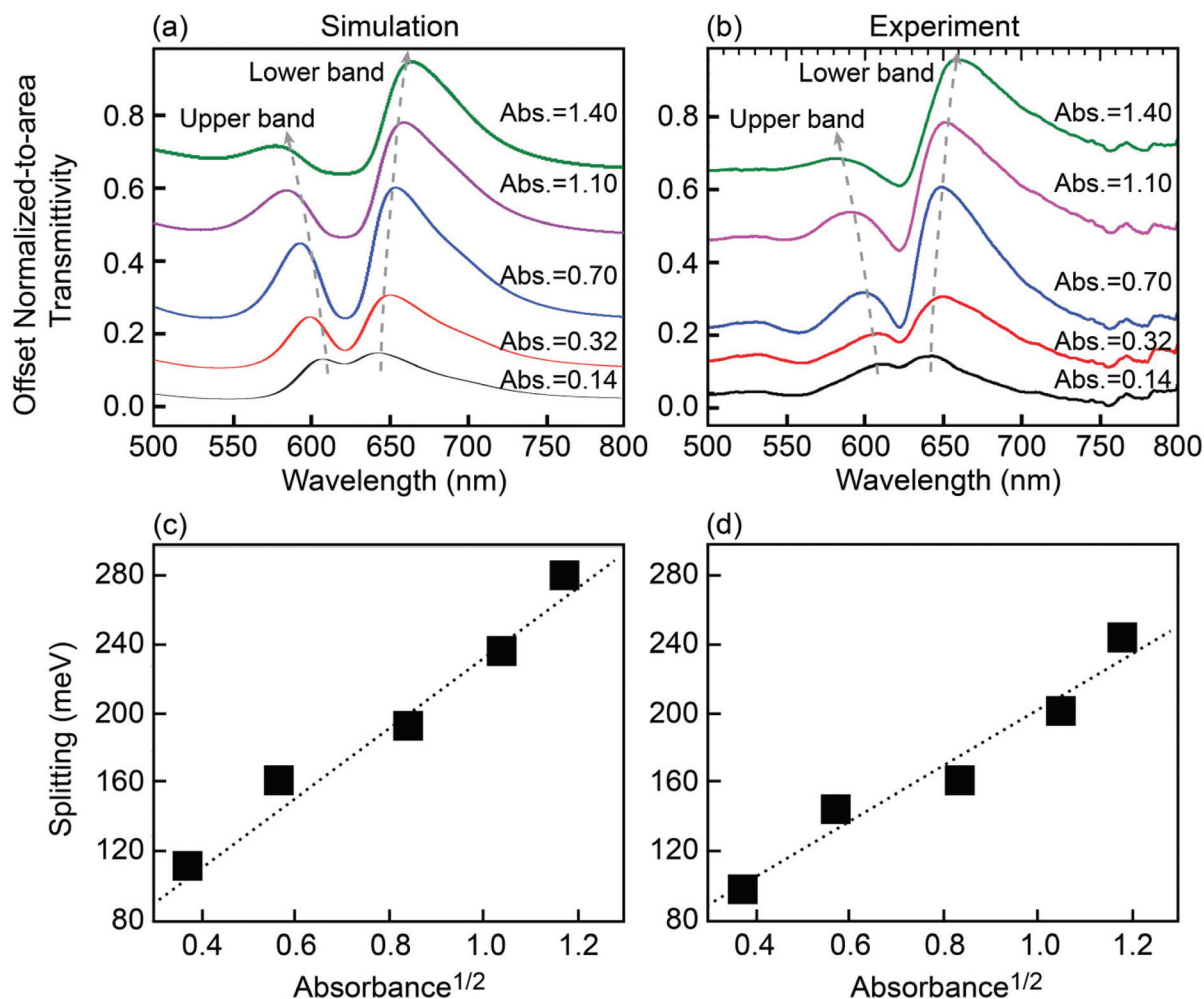 (a) Simulation
(b) Experiment
Offset Normalized-to-area
Transmittivity
0.8
0.6
0.4
0.2
0.0
Lower band
Upper band
Abs.=1.40
Abs.=1.10
Abs.=0.70
Abs.=0.32
Abs.=0.14
500 550 600 650 700 750 800
Wavelength (nm)
0.8
0.6
0.4
0.2
0.0
Lower band
Upper band
Abs.=1.40
Abs.=1.10
Abs.=0.70
Abs.=0.32
Abs.=0.14
500 550 600 650 700 750 800
Wavelength (nm)
(c)
Splitting (meV)
280
240
200
160
120
80
0.4 0.6 0.8 1.0 1.2
Absorbance1/2
(d)
280
240
200
160
120
80
0.4 0.6 0.8 1.0 1.2
Absorbance1/2